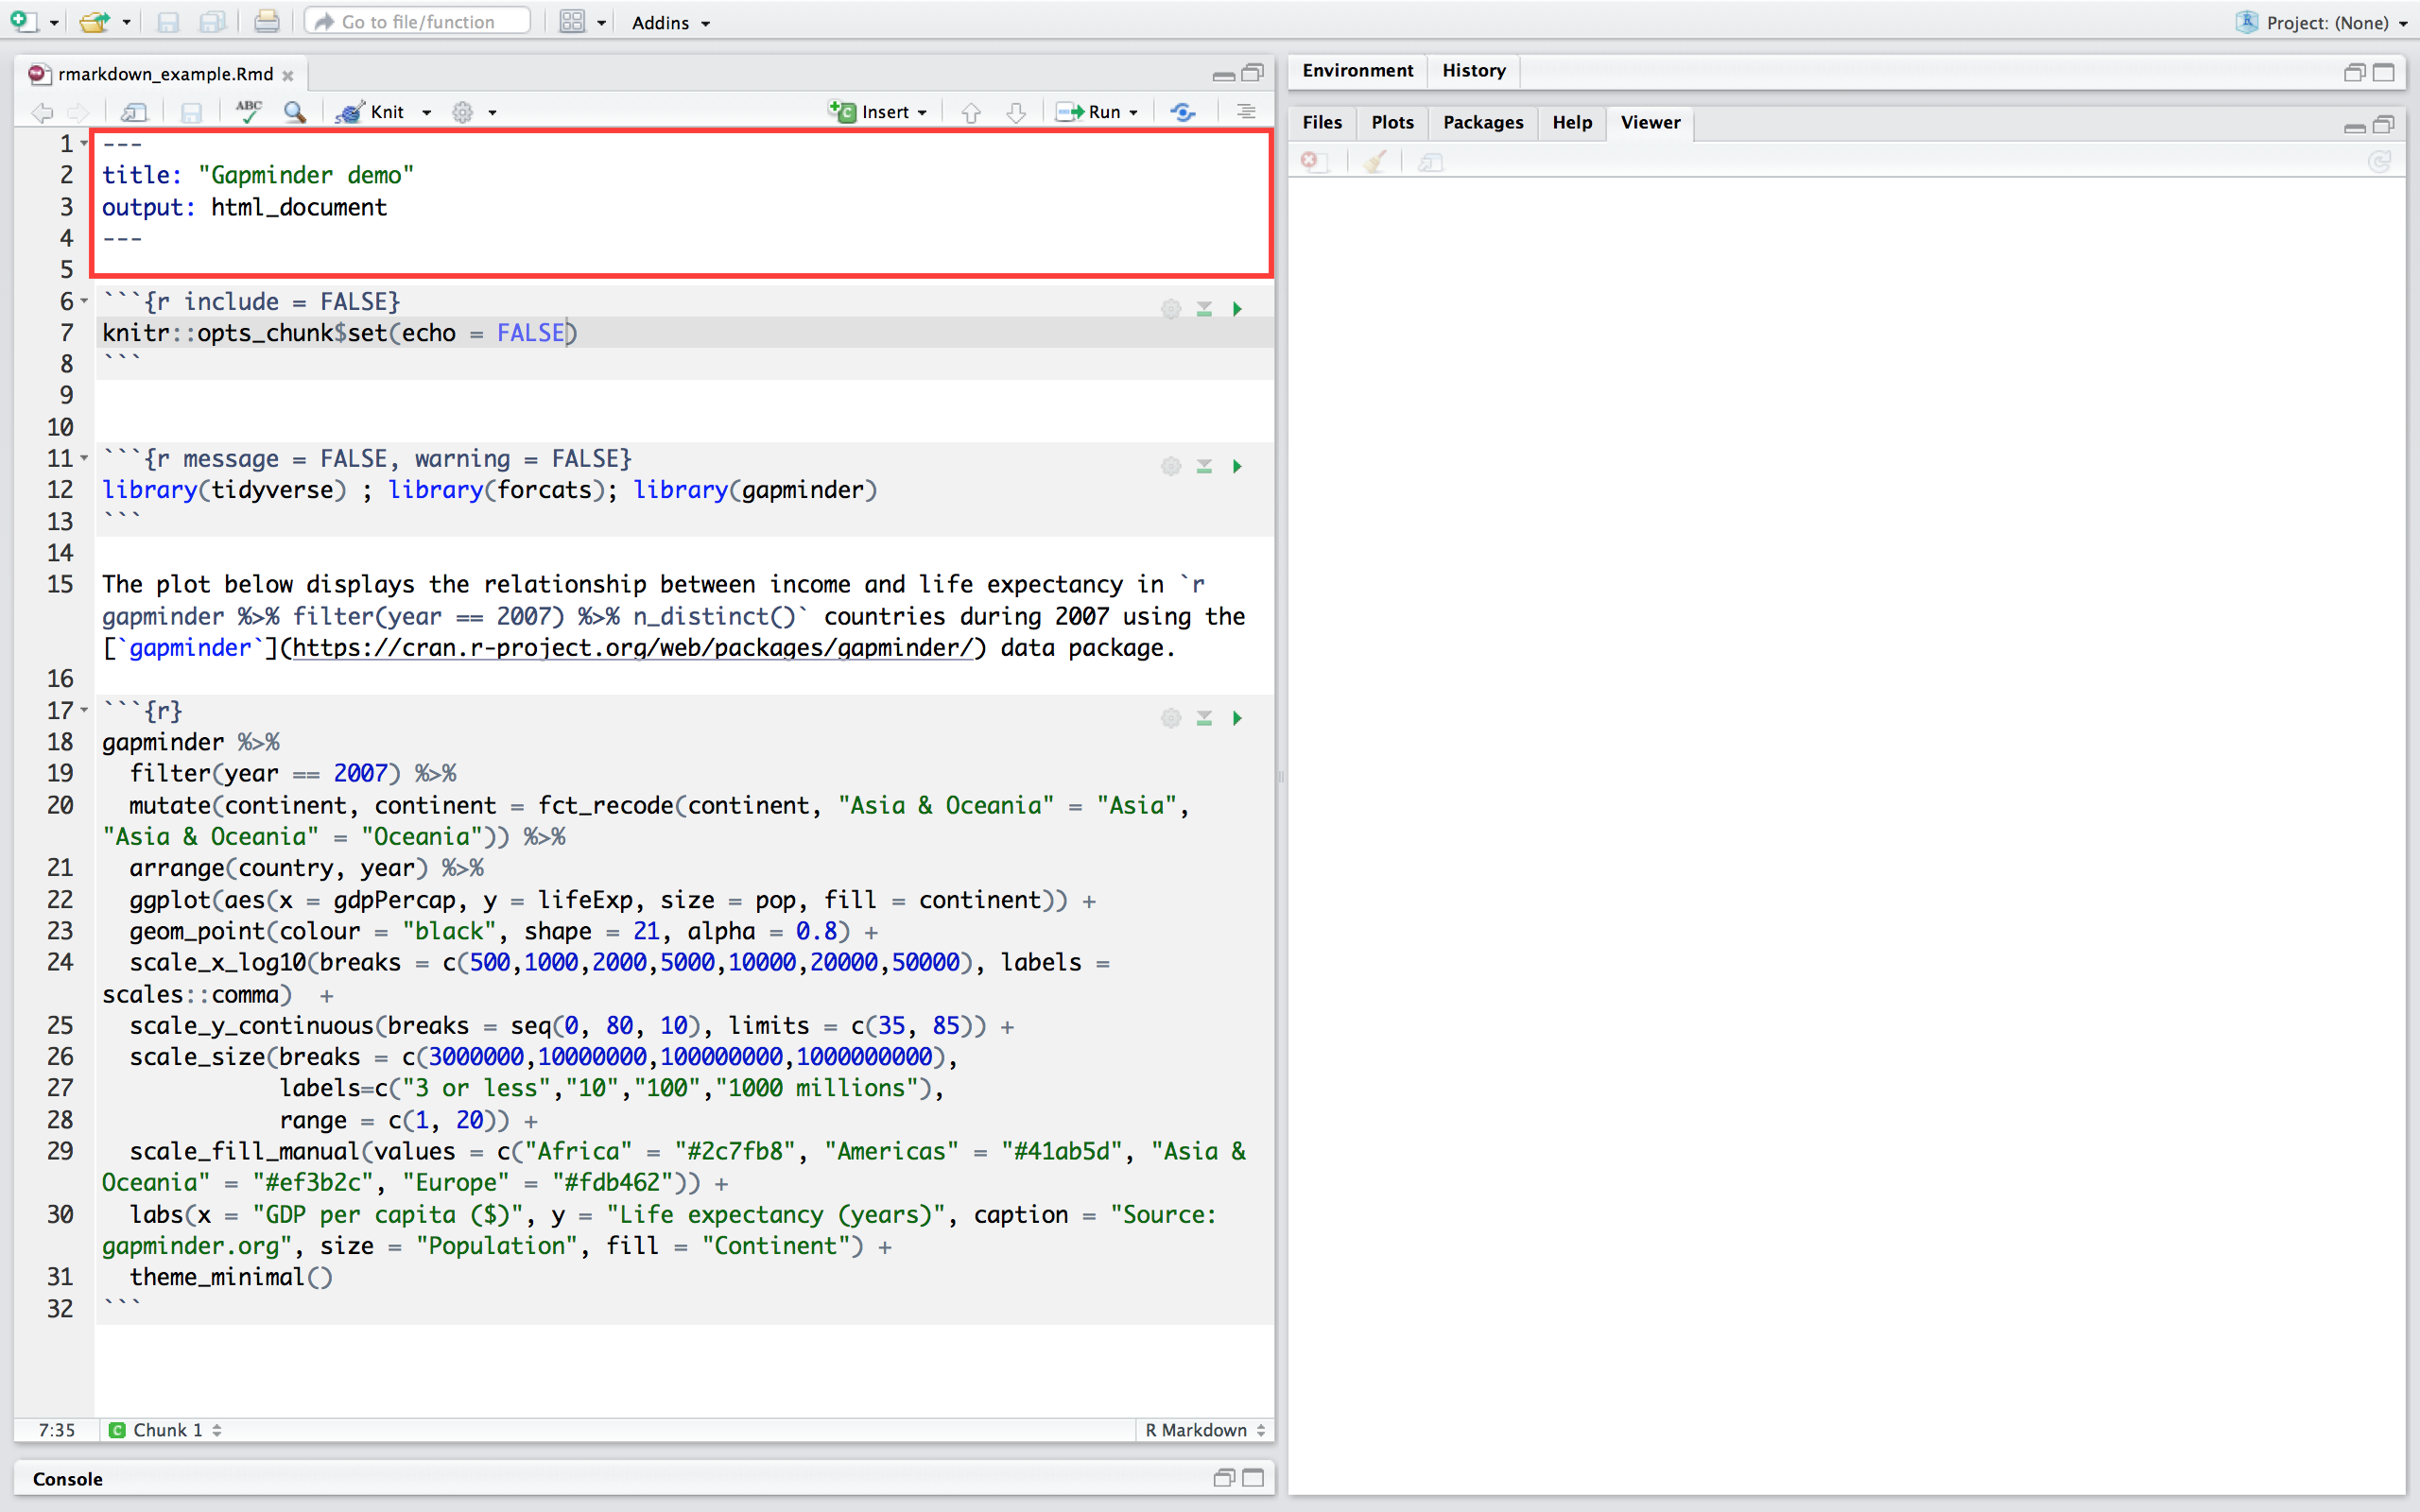 Go to file/function
Addins
Project: (None)
rmarkdown_example.Rmd
ABC
Knit
Insert
Run
1 ---
2 title: "Gapminder demo"
3 output: html_document
4 ---
5
6 ```{r include = FALSE}
7 knitr::opts_chunk$set(echo = FALSE)
8 ```
9
10
11 ```{r message = FALSE, warning = FALSE}
12 library(tidyverse) ; library(forcats); library(gapminder)
13 ```
14
15 The plot below displays the relationship between income and life expectancy in `r
gapminder %>% filter(year == 2007) %>% n_distinct()` countries during 2007 using the
[`gapminder`](https://cran.r-project.org/web/packages/gapminder/) data package.
16
17 ```{r}
18 gapminder %>%
19   filter(year == 2007) %>%
20   mutate(continent, continent = fct_recode(continent, "Asia & Oceania" = "Asia",
"Asia & Oceania" = "Oceania")) %>%
21   arrange(country, year) %>%
22   ggplot(aes(x = gdpPercap, y = lifeExp, size = pop, fill = continent)) +
23   geom_point(colour = "black", shape = 21, alpha = 0.8) +
24   scale_x_log10(breaks = c(500,1000,2000,5000,10000,20000,50000), labels =
scales::comma)  +
25   scale_y_continuous(breaks = seq(0, 80, 10), limits = c(35, 85)) +
26   scale_size(breaks = c(3000000,10000000,100000000,1000000000),
27              labels=c("3 or less","10","100","1000 millions"),
28              range = c(1, 20)) +
29   scale_fill_manual(values = c("Africa" = "#2c7fb8", "Americas" = "#41ab5d", "Asia &
Oceania" = "#ef3b2c", "Europe" = "#fdb462")) +
30   labs(x = "GDP per capita ($)", y = "Life expectancy (years)", caption = "Source:
gapminder.org", size = "Population", fill = "Continent") +
31   theme_minimal()
32 ```
7:35
C Chunk 1
R Markdown
Console
Environment
History
Files
Plots
Packages
Help
Viewer